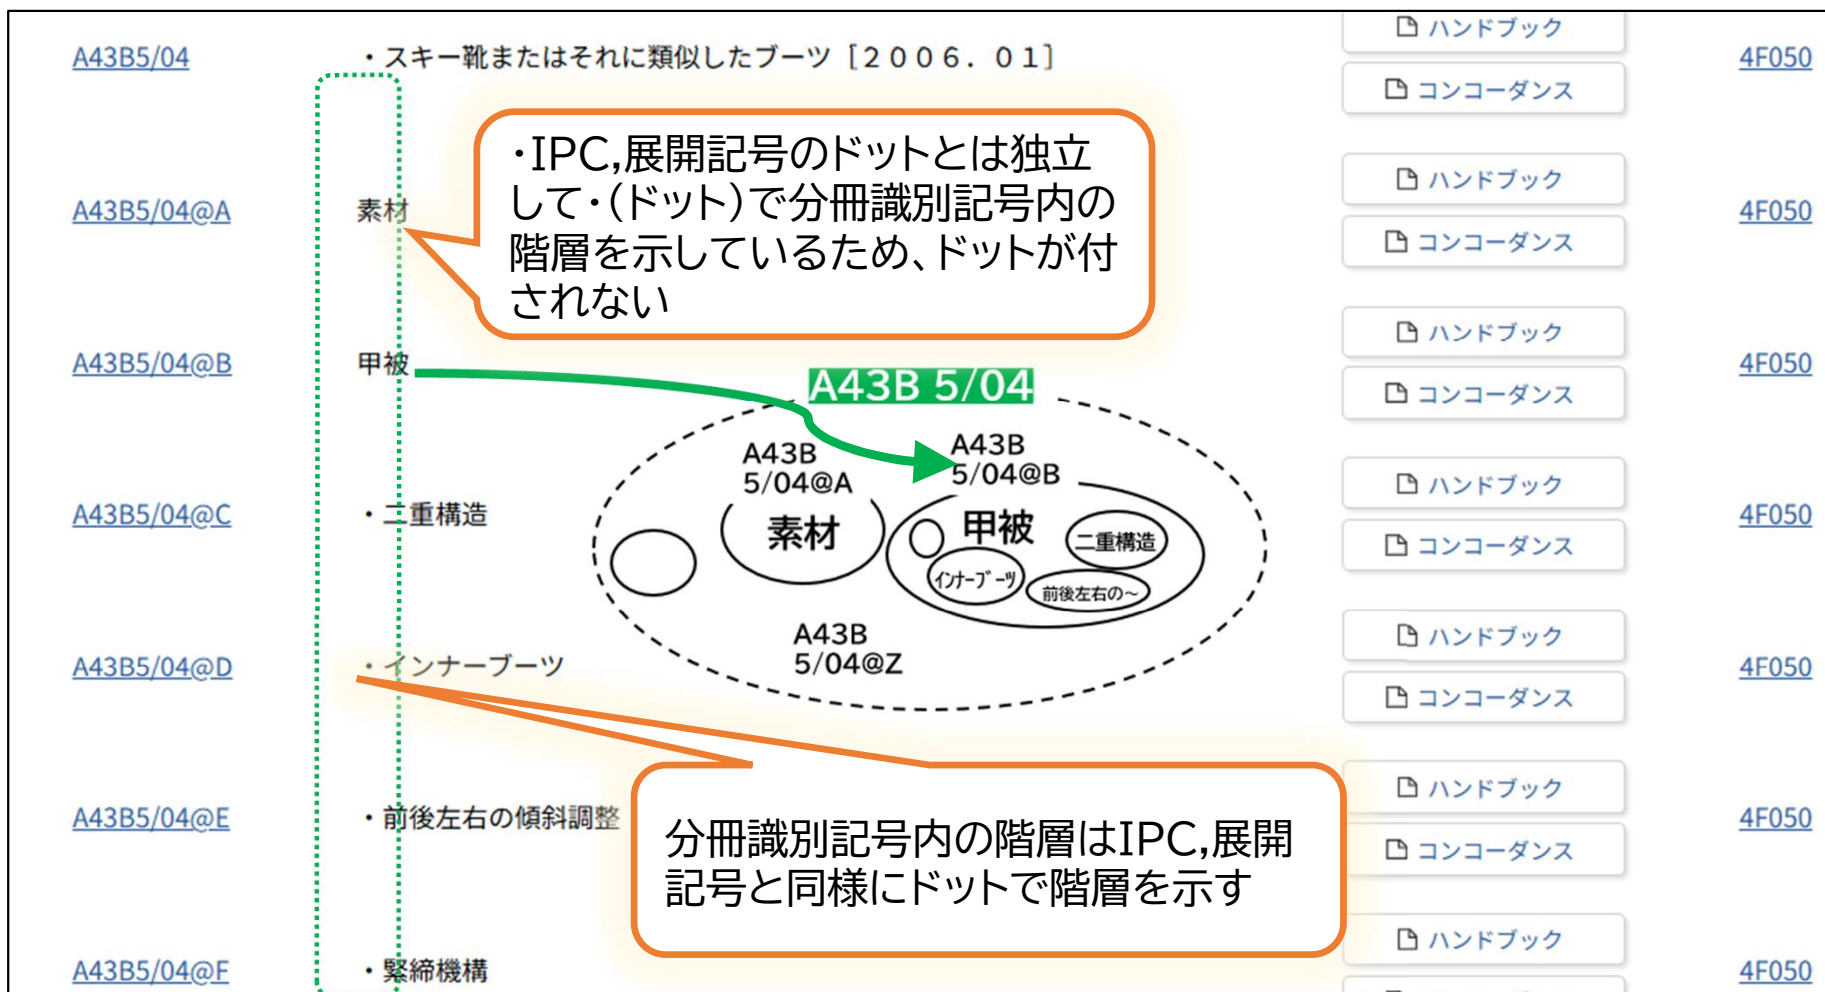 ハンドブック
A43B5/04 ・スキー靴またはそれに類似したブーツ［２００６．０１］ 4F050
コンコーダンス
・IPC,展開記号のドットとは独立
して・(ドット)で分冊識別記号内の
階層を示しているため、ドットが付
されない
ハンドブック
A43B5/04@A 素材 4F050
コンコーダンス
ハンドブック
A43B5/04@B 甲被 4F050
コンコーダンス
A43B 5/04
A43B
5/04@A
素材
A43B
5/04@B
甲被
二重構造
インナーブーツ
前後左右の～
A43B
5/04@Z
ハンドブック
A43B5/04@C ・二重構造 4F050
コンコーダンス
ハンドブック
A43B5/04@D ・インナーブーツ 4F050
コンコーダンス
ハンドブック
A43B5/04@E ・前後左右の傾斜調整 4F050
コンコーダンス
分冊識別記号内の階層はIPC,展開
記号と同様にドットで階層を示す
ハンドブック
A43B5/04@F ・緊締機構 4F050